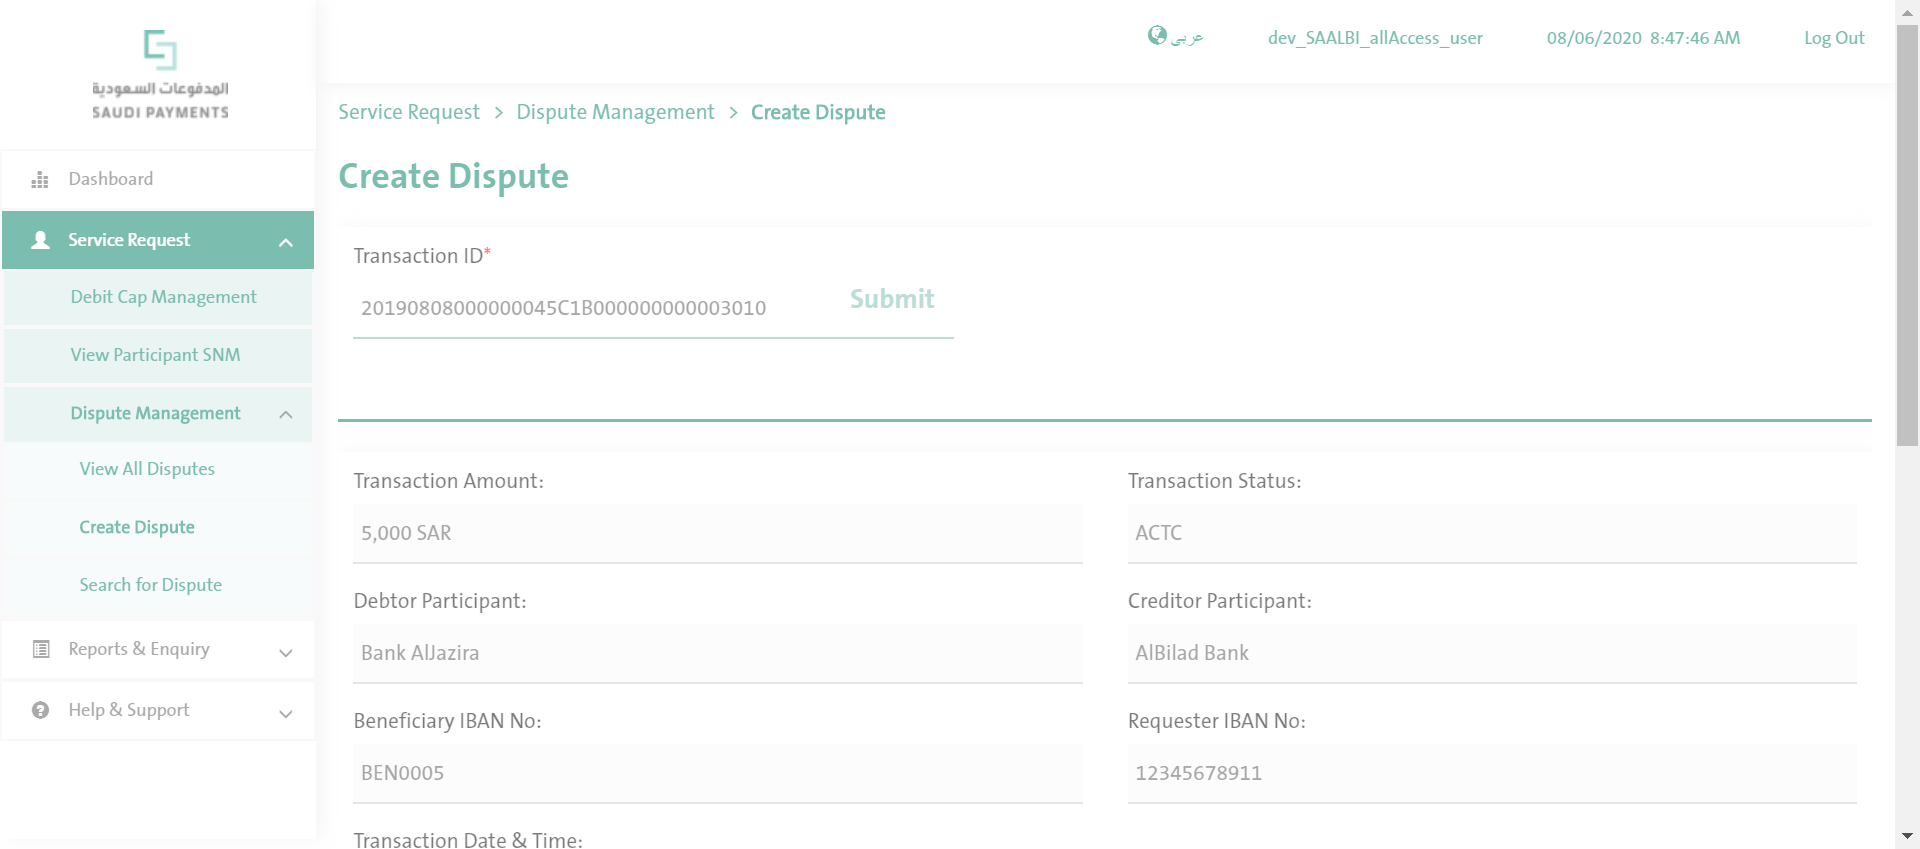 المدفوعات السعودية
SAUDI PAYMENTS
عربي
dev_SAALBI_allAccess_user
08/06/2020 8:47:46 AM
Log Out
Service Request > Dispute Management > Create Dispute
Create Dispute
Dashboard
Service Request
Debit Cap Management
View Participant SNM
Dispute Management
View All Disputes
Create Dispute
Search for Dispute
Reports & Enquiry
Help & Support
Transaction ID*
20190808000000045C1B000000000003010
Submit
Transaction Amount:
5,000 SAR
Transaction Status:
ACTC
Debtor Participant:
Bank AlJazira
Creditor Participant:
AlBilad Bank
Beneficiary IBAN No:
BEN0005
Requester IBAN No:
12345678911
Transaction Date & Time: